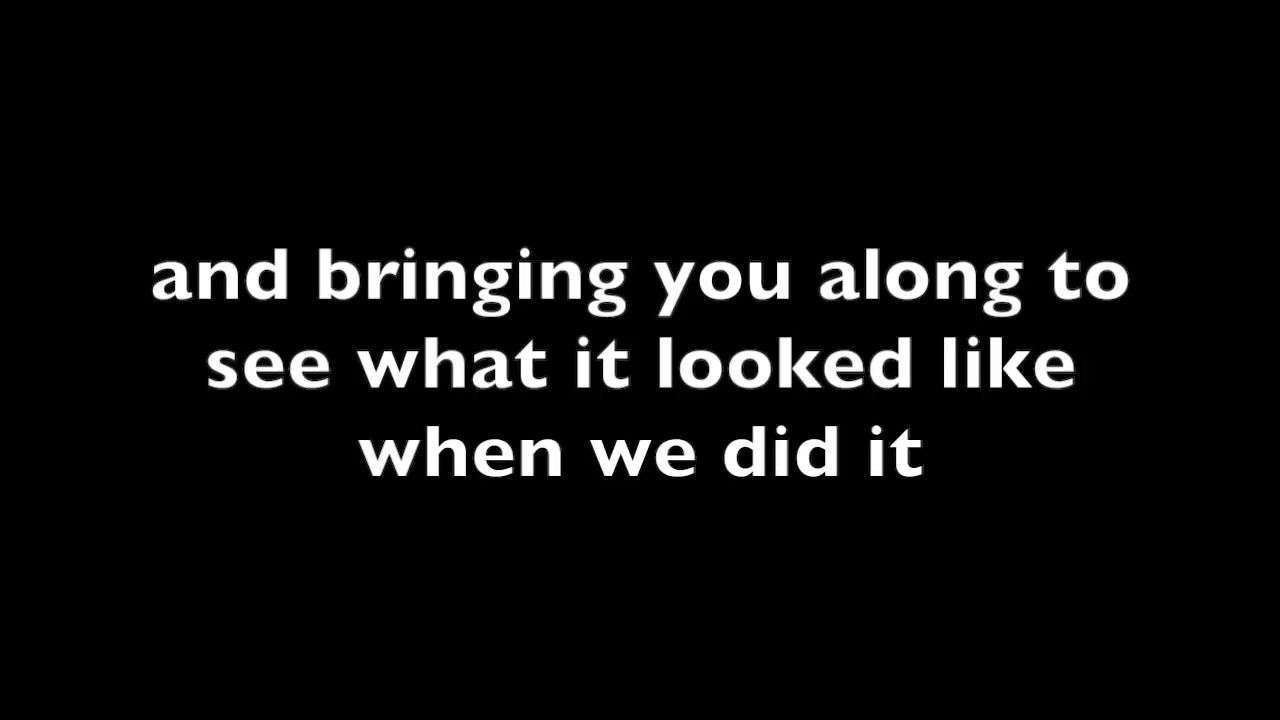 and bringing you along to
see what it looked like
when we did it